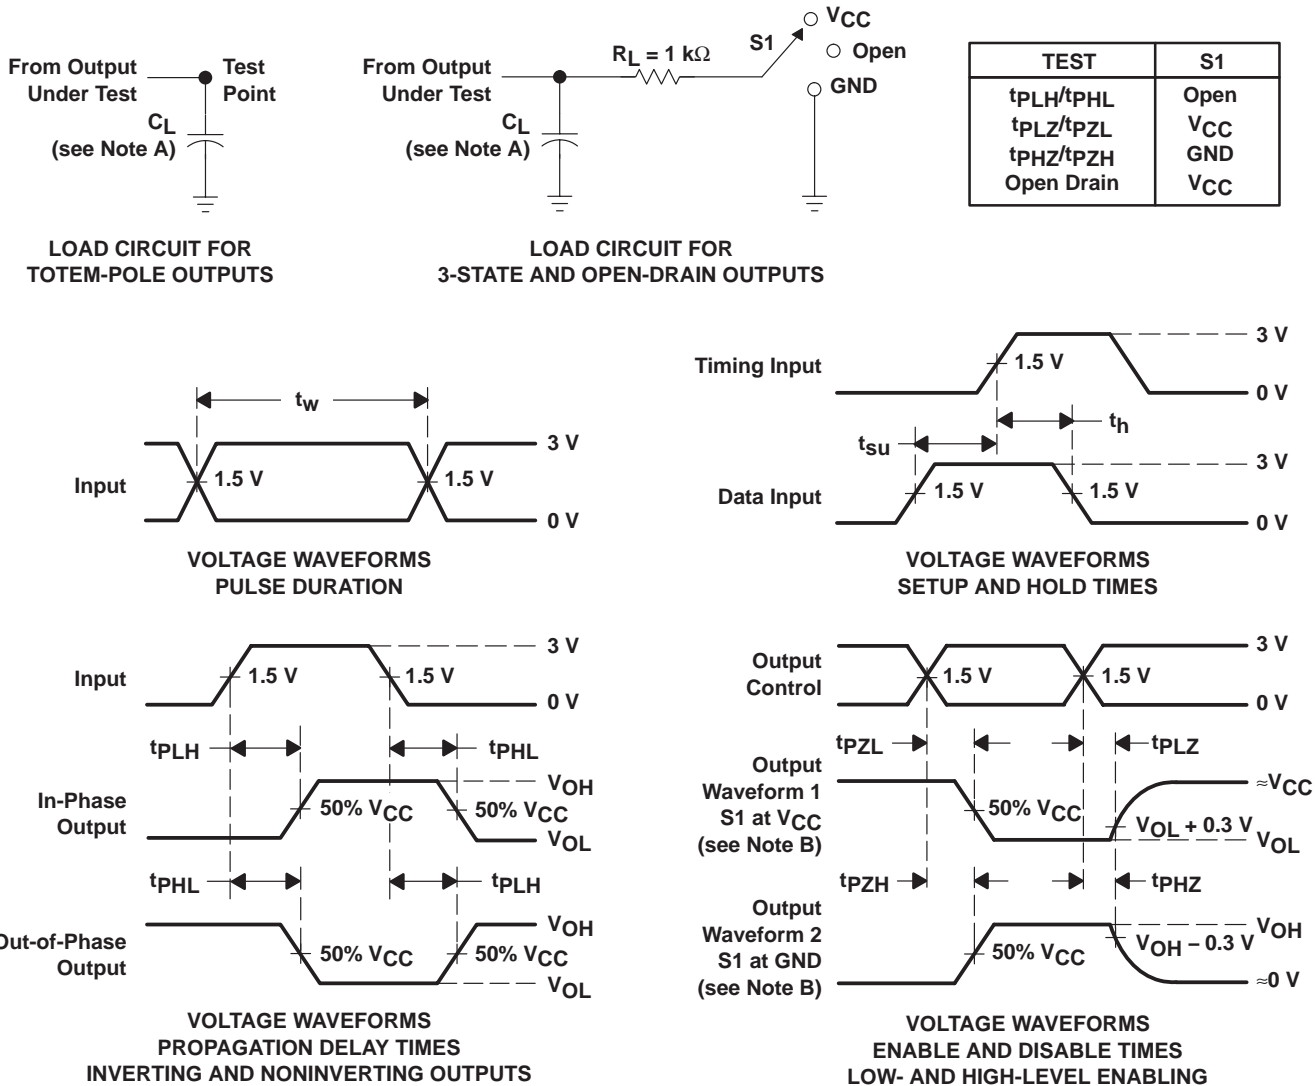 From Output
Under Test
Test
Point
CL
(see Note A)
LOAD CIRCUIT FOR
TOTEM-POLE OUTPUTS
From Output
Under Test
CL
(see Note A)
RL = 1 kΩ
S1
VCC
Open
GND
LOAD CIRCUIT FOR
3-STATE AND OPEN-DRAIN OUTPUTS
TEST S1
tPLH/tPHL Open
tPLZ/tPZL VCC
tPHZ/tPZH GND
Open Drain VCC
tw
Input
1.5 V
1.5 V
3 V
0 V
VOLTAGE WAVEFORMS
PULSE DURATION
Timing Input
1.5 V
3 V
0 V
th
tsu
Data Input
1.5 V
1.5 V
3 V
0 V
VOLTAGE WAVEFORMS
SETUP AND HOLD TIMES
Input
1.5 V
1.5 V
3 V
0 V
tPLH
tPHL
In-Phase
Output
50% VCC
50% VCC
VOH
VOL
tPHL
tPLH
Out-of-Phase
Output
50% VCC
50% VCC
VOH
VOL
VOLTAGE WAVEFORMS
PROPAGATION DELAY TIMES
INVERTING AND NONINVERTING OUTPUTS
Output
Control
1.5 V
1.5 V
3 V
0 V
tPZL
tPLZ
Output
Waveform 1
S1 at VCC
(see Note B)
50% VCC
VOL + 0.3 V
≈VCC
VOL
tPZH
tPHZ
Output
Waveform 2
S1 at GND
(see Note B)
50% VCC
VOH − 0.3 V
VOH
≈0 V
VOLTAGE WAVEFORMS
ENABLE AND DISABLE TIMES
LOW- AND HIGH-LEVEL ENABLING